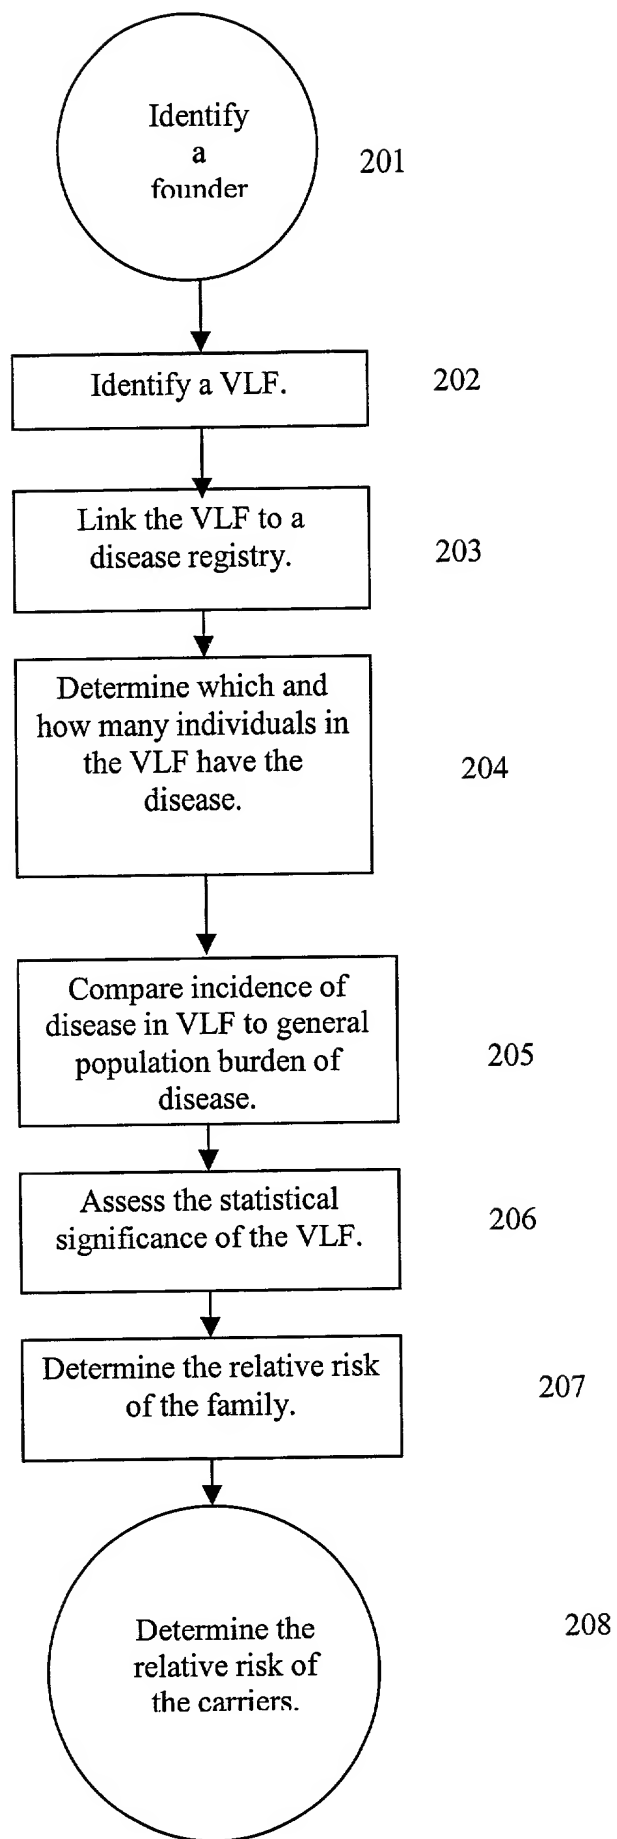 Identify
a
founder
201
Identify a VLF.
202
Link the VLF to a
disease registry.
203
Determine which and
how many individuals in
the VLF have the
disease.
204
Compare incidence of
disease in VLF to general
population burden of
disease.
205
Assess the statistical
significance of the VLF.
206
Determine the relative risk
of the family.
207
Determine the
relative risk of
the carriers.
208